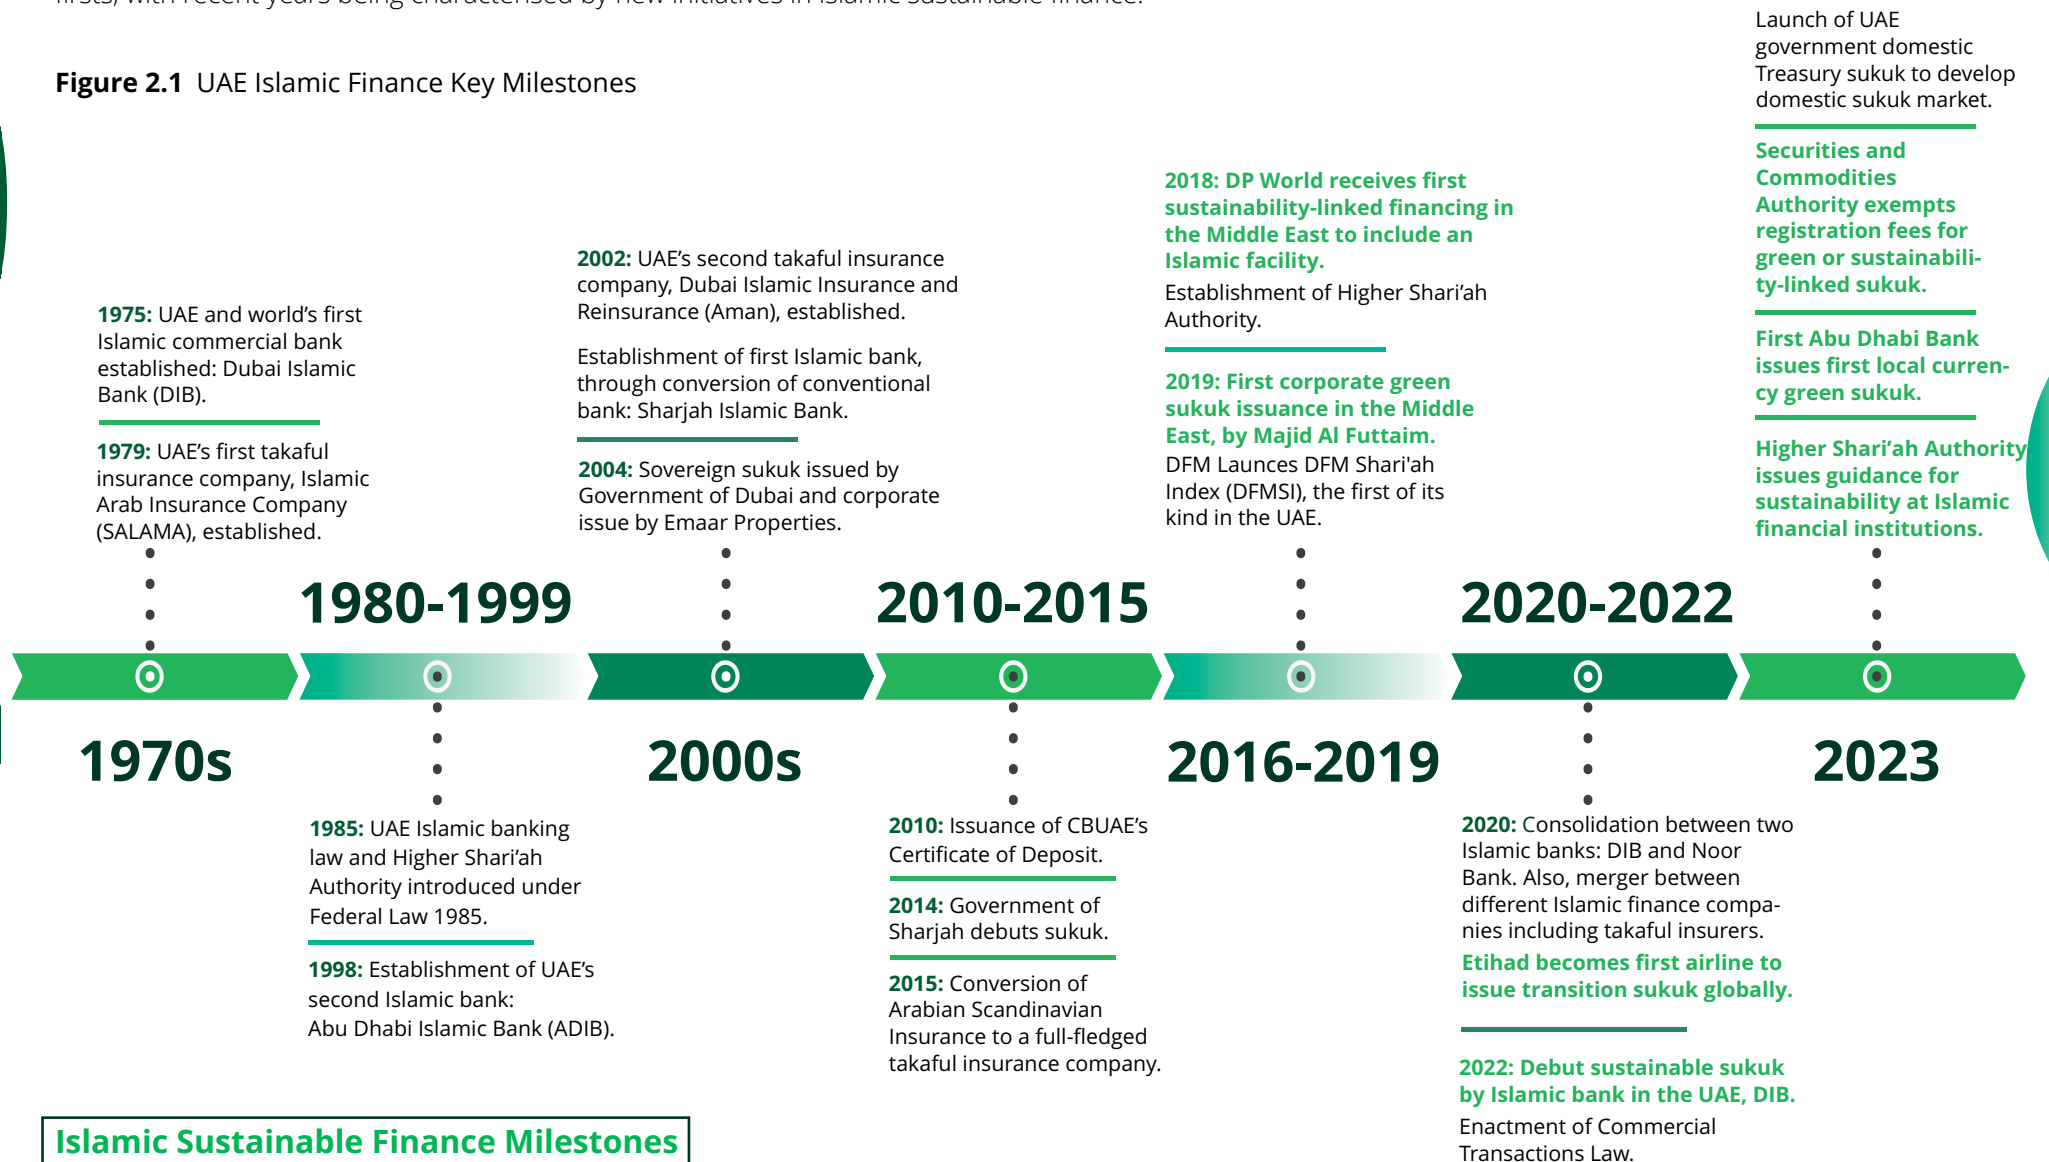 firsts, with recent years being characterised by new initiatives in Islamic sustainable finance.
Figure 2.1 UAE Islamic Finance Key Milestones
1975: UAE and world's first
Islamic commercial bank
established: Dubai Islamic
Bank (DIB).
1979: UAE's first takaful
insurance company, Islamic
Arab Insurance Company
(SALAMA), established.
1970s
1980-1999
1985: UAE Islamic banking
law and Higher Shari'ah
Authority introduced under
Federal Law 1985.
1998: Establishment of UAE's
second Islamic bank:
Abu Dhabi Islamic Bank (ADIB).
2002: UAE's second takaful insurance
company, Dubai Islamic Insurance and
Reinsurance (Aman), established.
Establishment of first Islamic bank,
through conversion of conventional
bank: Sharjah Islamic Bank.
2004: Sovereign sukuk issued by
Government of Dubai and corporate
issue by Emaar Properties.
2000s
2010-2015
2010: Issuance of CBUAE's
Certificate of Deposit.
2014: Government of
Sharjah debuts sukuk.
2015: Conversion of
Arabian Scandinavian
Insurance to a full-fledged
takaful insurance company.
2018: DP World receives first
sustainability-linked financing in
the Middle East to include an
Islamic facility.
Establishment of Higher Shari'ah
Authority.
2019: First corporate green
sukuk issuance in the Middle
East, by Majid Al Futtaim.
DFM Launces DFM Shari'ah
Index (DFMSI), the first of its
kind in the UAE.
2016-2019
2020-2022
2020: Consolidation between two
Islamic banks: DIB and Noor
Bank. Also, merger between
different Islamic finance compa-
nies including takaful insurers.
Etihad becomes first airline to
issue transition sukuk globally.
2022: Debut sustainable sukuk
by Islamic bank in the UAE, DIB.
Enactment of Commercial
Transactions Law.
Launch of UAE
government domestic
Treasury sukuk to develop
domestic sukuk market.
Securities and
Commodities
Authority exempts
registration fees for
green or sustainabili-
ty-linked sukuk.
First Abu Dhabi Bank
issues first local curren-
cy green sukuk.
Higher Shari'ah Authority
issues guidance for
sustainability at Islamic
financial institutions.
2023
Islamic Sustainable Finance Milestones